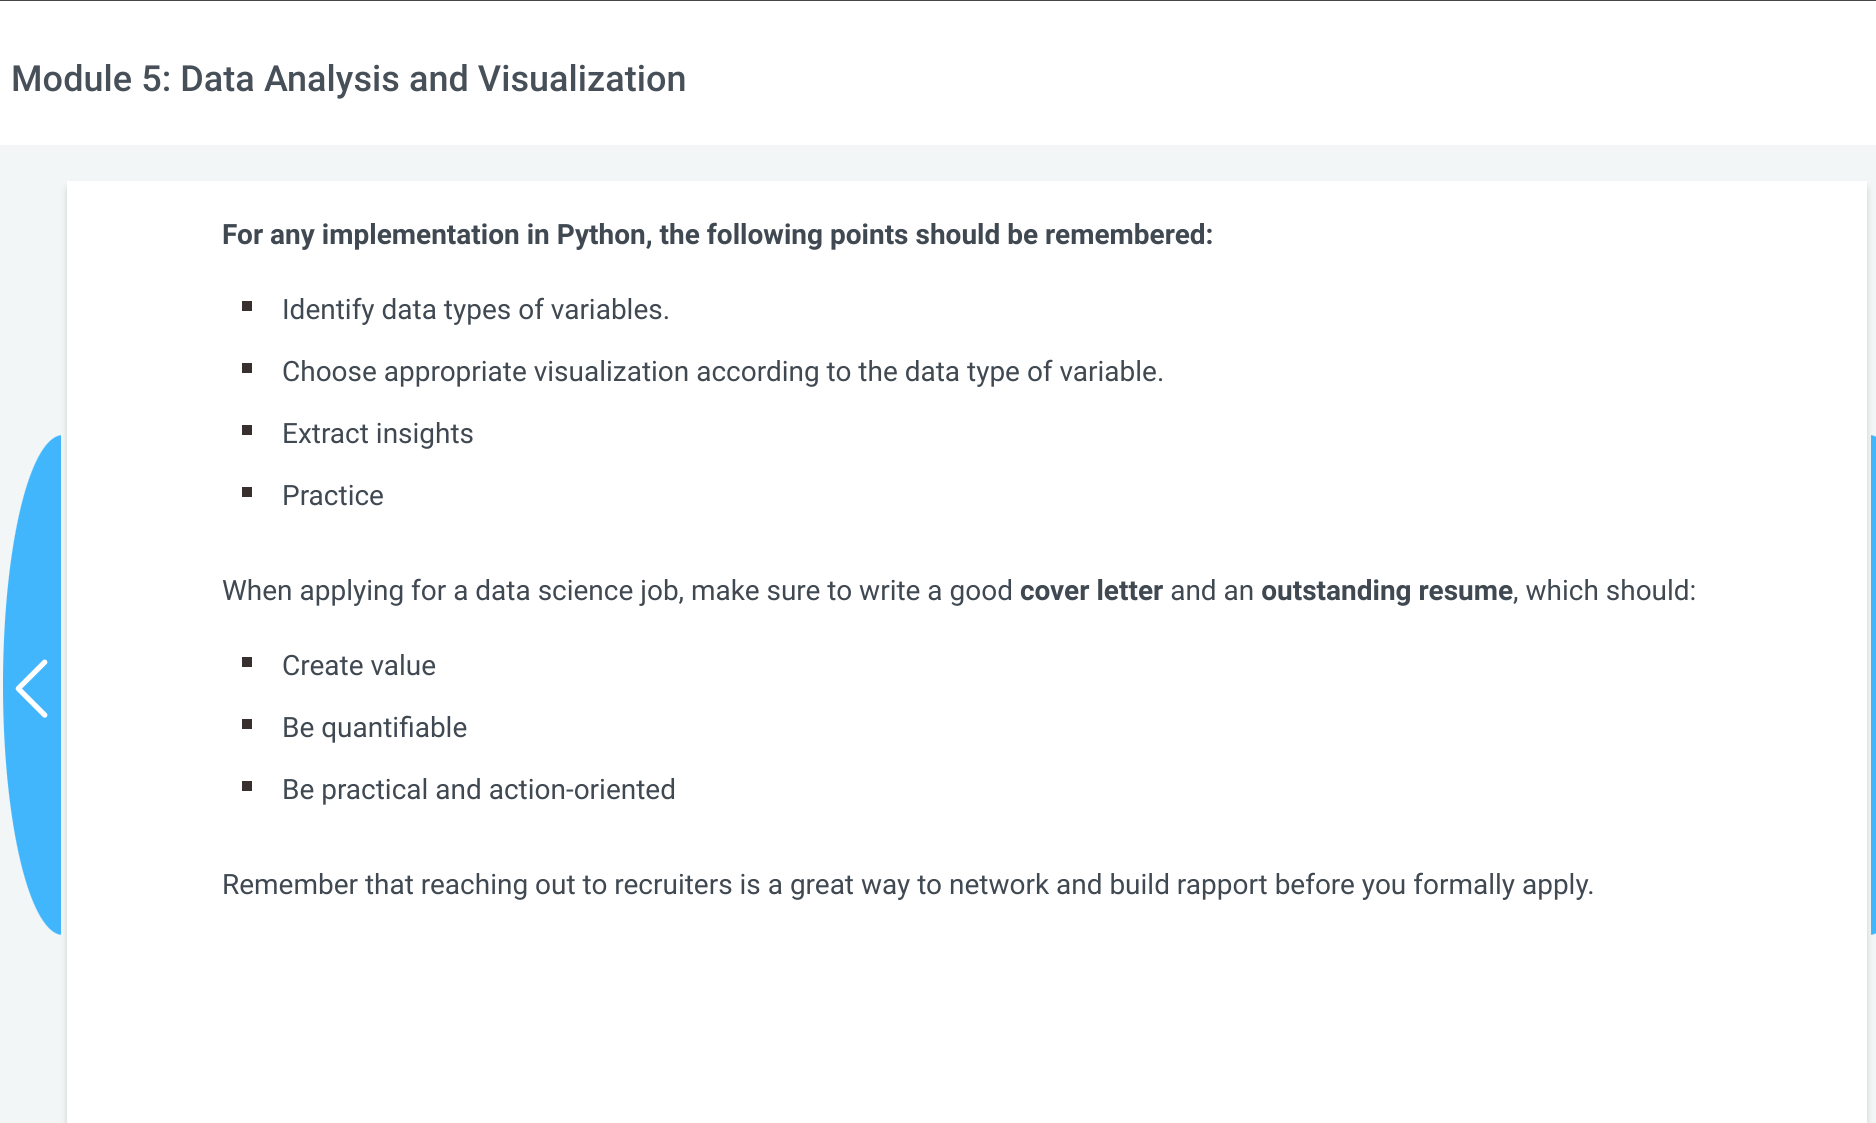 Module 5: Data Analysis and Visualization
For any implementation in Python, the following points should be remembered:
Identify data types of variables.
Choose appropriate visualization according to the data type of variable.
Extract insights
Practice
When applying for a data science job, make sure to write a good cover letter and an outstanding resume, which should:
Create value
Be quantifiable
Be practical and action-oriented
Remember that reaching out to recruiters is a great way to network and build rapport before you formally apply.